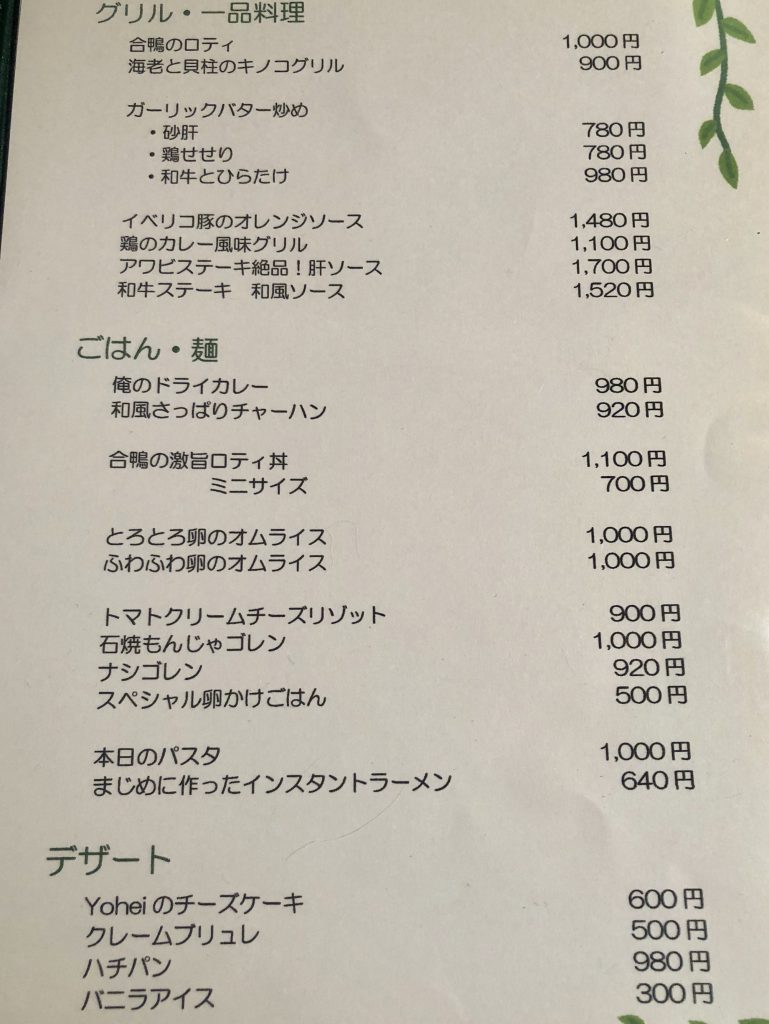 グリル・一品料理
合鴨のロティ 1,000円
海老と貝柱のキノコグリル 900円
ガーリックバター炒め
・砂肝 780円
・鶏せせり 780円
・和牛とひらたけ 980円
イベリコ豚のオレンジソース 1,480円
鶏のカレー風味グリル 1,100円
アワビステーキ絶品！肝ソース 1,700円
和牛ステーキ 和風ソース 1,520円
ごはん・麺
俺のドライカレー 980円
和風さっぱりチャーハン 920円
合鴨の激旨ロティ丼 1,100円
ミニサイズ 700円
とろとろ卵のオムライス 1,000円
ふわふわ卵のオムライス 1,000円
トマトクリームチーズリゾット 900円
石焼もんじゃゴレン 1,000円
ナシゴレン 920円
スペシャル卵かけごはん 500円
本日のパスタ 1,000円
まじめに作ったインスタントラーメン 640円
デザート
Yoheiのチーズケーキ 600円
クレームブリュレ 500円
ハチパン 980円
バニラアイス 300円